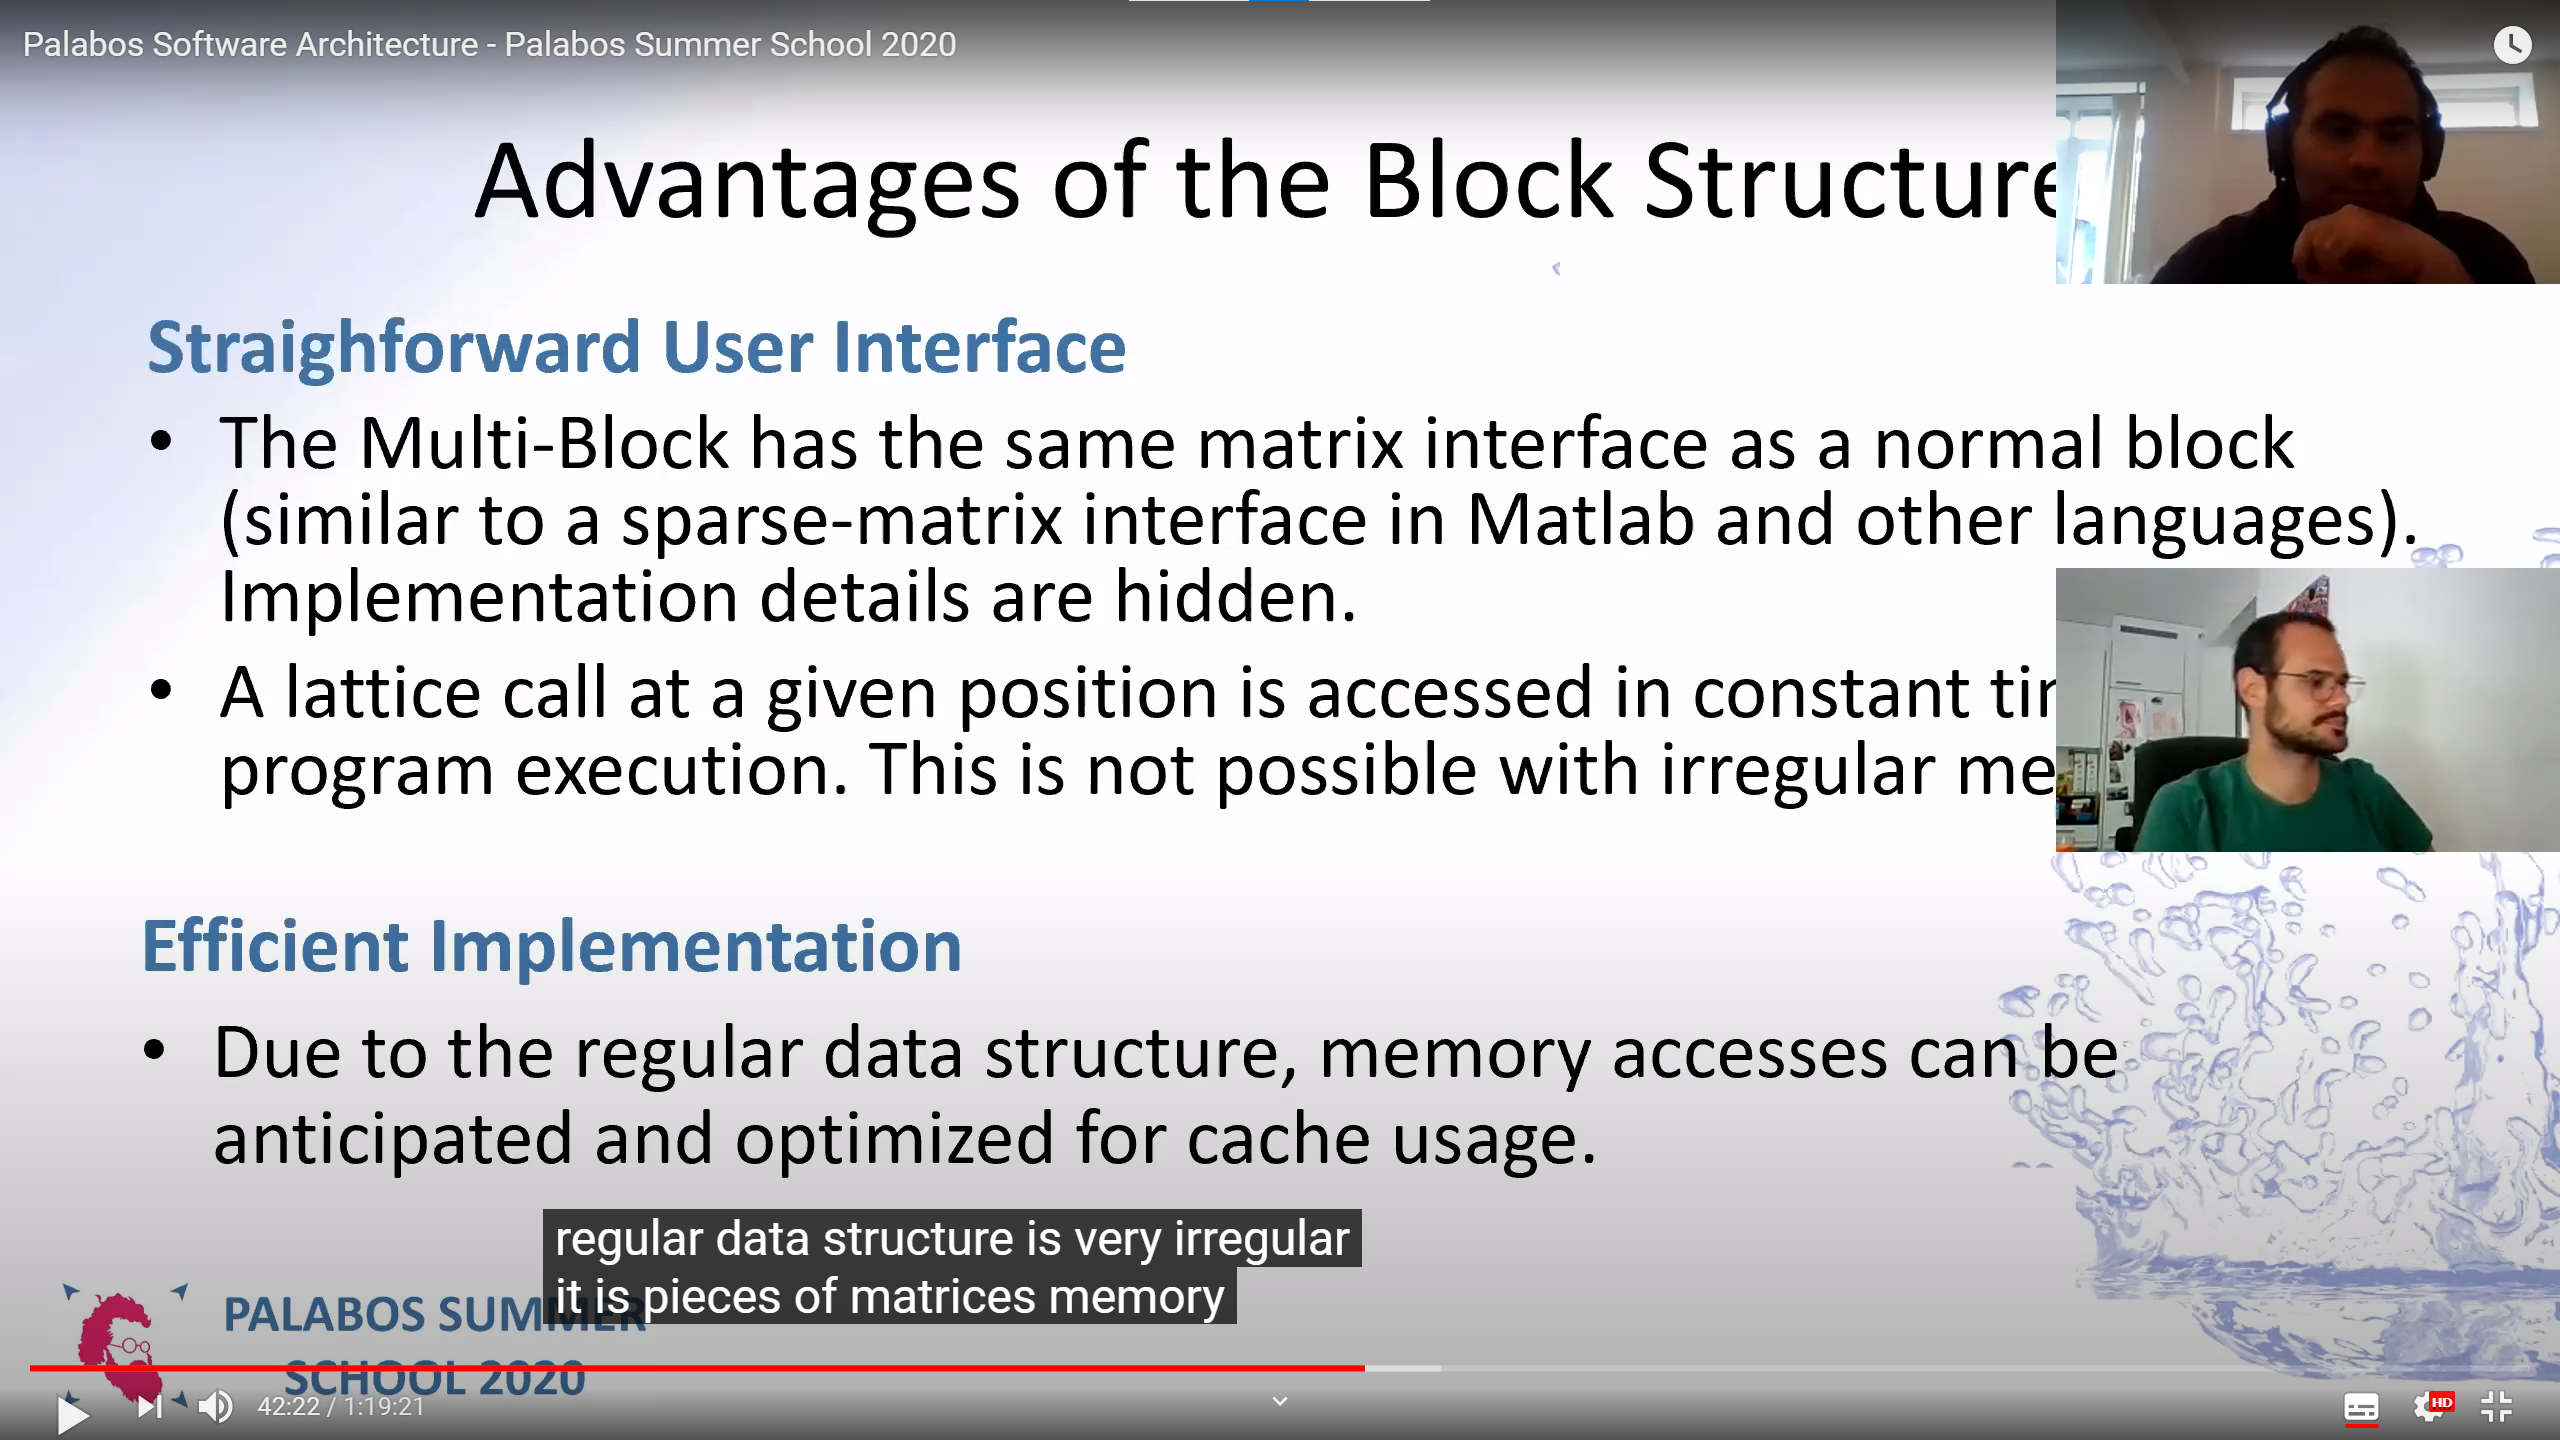 Palabos Software Architecture - Palabos Summer School 2020
Advantages of the Block Structure
Straighforward User Interface
• The Multi-Block has the same matrix interface as a normal block
(similar to a sparse-matrix interface in Matlab and other languages).
Implementation details are hidden.
• A lattice call at a given position is accessed in constant
program execution. This is not possible with irregular
Efficient Implementation
• Due to the regular data structure, memory accesses can be
anticipated and optimized for cache usage.
regular data structure is very irregular
it is pieces of matrices memory
PALABOS SUMMER
SCHOOL 2020
42:22 / 1:19:21
HD